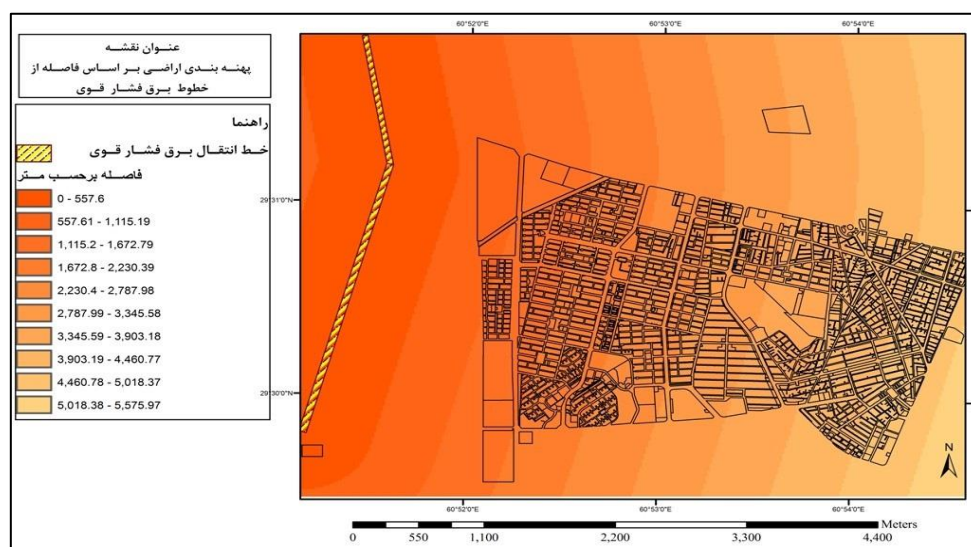 عنوان نقشه
پهنه بندی اراضی بر اساس فاصله از
خطوط برق فشار قوی
راهنما
خط انتقال برق فشار قوی
فاصله برحسب متر
0 - 557.6
557.61 - 1,115.19
1,115.2 - 1,672.79
1,672.8 - 2,230.39
2,230.4 - 2,787.98
2,787.99 - 3,345.58
3,345.59 - 3,903.18
3,903.19 - 4,460.77
4,460.78 - 5,018.37
5,018.38 - 5,575.97
60°52'0"E 60°53'0"E 60°54'0"E
29°31'0"N
29°30'0"N
N
60°52'0"E 60°53'0"E 60°54'0"E
Meters
0 550 1,100 2,200 3,300 4,400